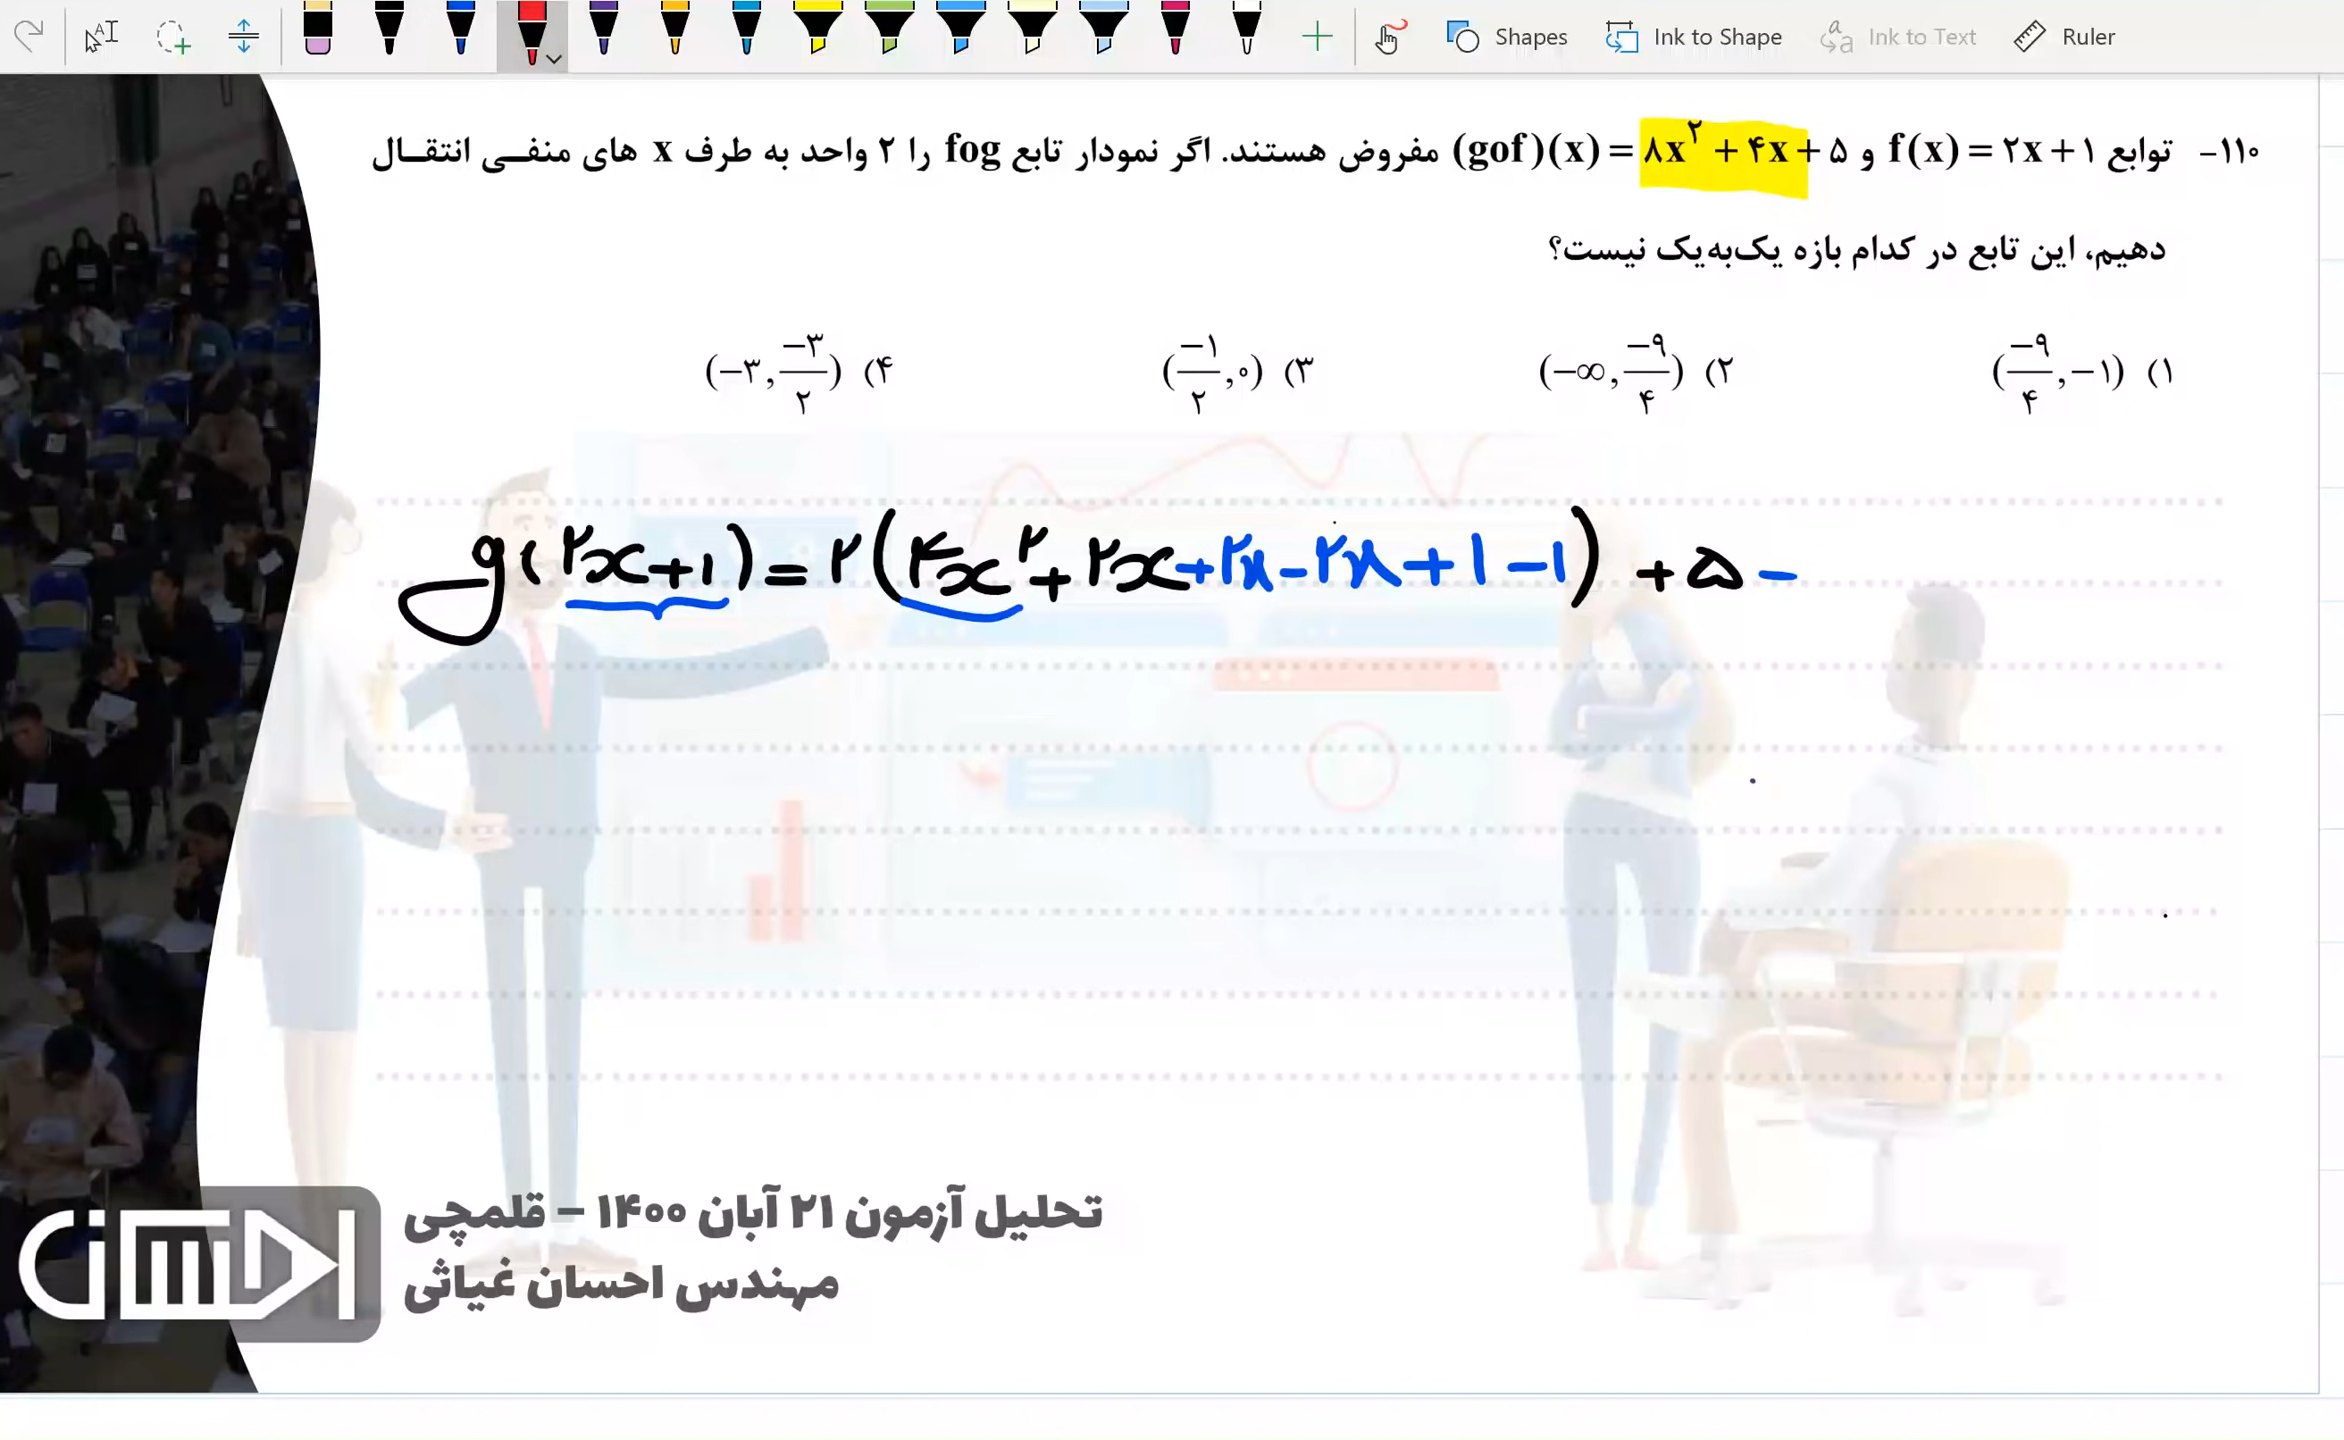 Shapes Ink to Shape Ink to Text Ruler
۱۱۰- توابع f(x) = ۲x + ۱ و (gof)(x) = ۸x² + ۴x + ۵ مفروض هستند. اگر نمودار تابع fog را ۲ واحد به طرف x های منفی انتقال
دهیم، این تابع در کدام بازه یک‌به‌یک نیست؟
۱) (-۹/۴, -۱) ۲) (-∞, -۹/۴) ۳) (-۱/۲, ۰) ۴) (-۳, -۳/۲)
g(۲x+۱) = ۲(۴x² + ۲x + ۲x - ۲x + ۱ - ۱) + ۵ -
تحلیل آزمون ۲۱ آبان ۱۴۰۰ – قلمچی
مهندس احسان غیاثی